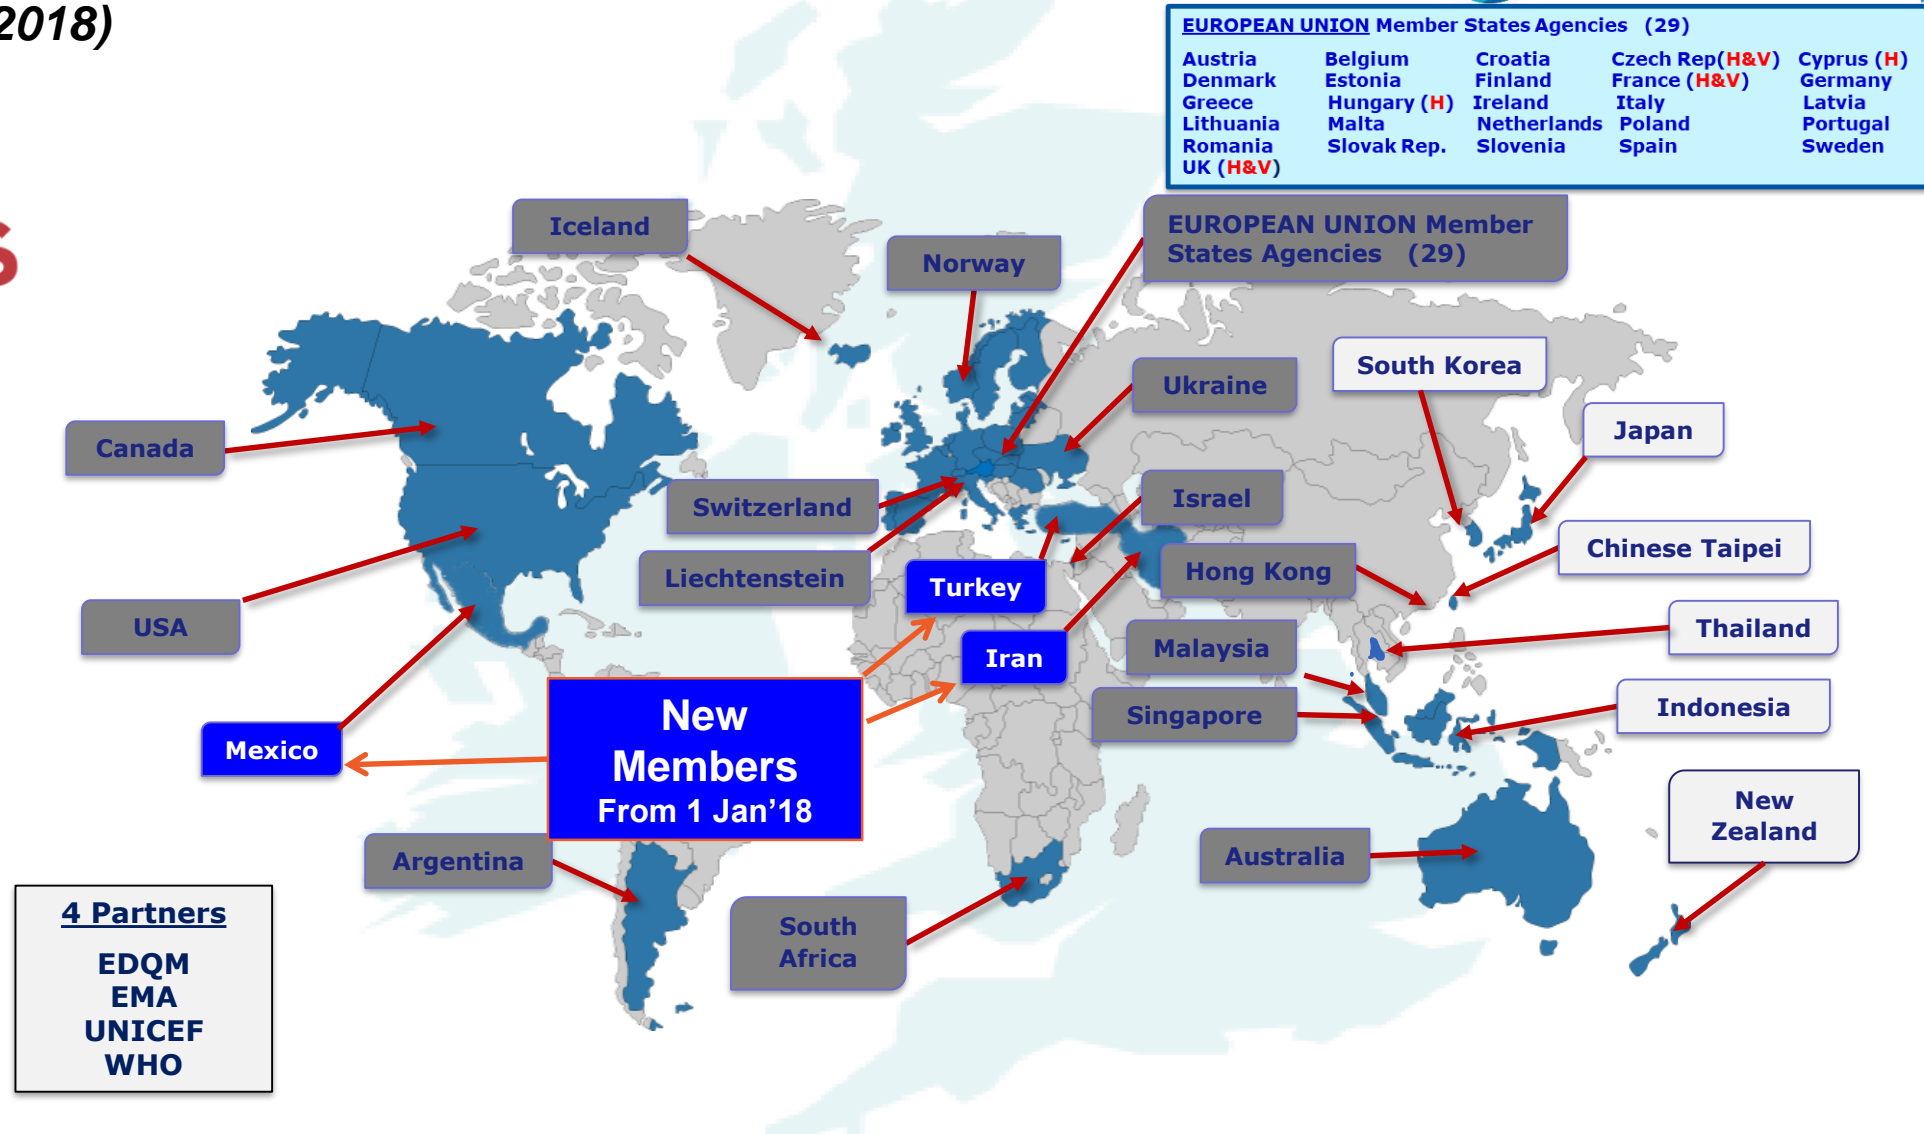 2018)
S
EUROPEAN UNION Member States Agencies (29)
Austria Belgium Croatia Czech Rep(H&V) Cyprus (H)
Denmark Estonia Finland France (H&V) Germany
Greece Hungary (H) Ireland Italy Latvia
Lithuania Malta Netherlands Poland Portugal
Romania Slovak Rep. Slovenia Spain Sweden
UK (H&V)
Iceland
Norway
EUROPEAN UNION Member
States Agencies (29)
Ukraine
South Korea
Japan
Canada
Switzerland
Israel
Chinese Taipei
Liechtenstein
Turkey
Hong Kong
USA
Iran
Malaysia
Thailand
Singapore
Indonesia
Mexico
New
Members
From 1 Jan’18
New
Zealand
Argentina
Australia
South
Africa
4 Partners
EDQM
EMA
UNICEF
WHO